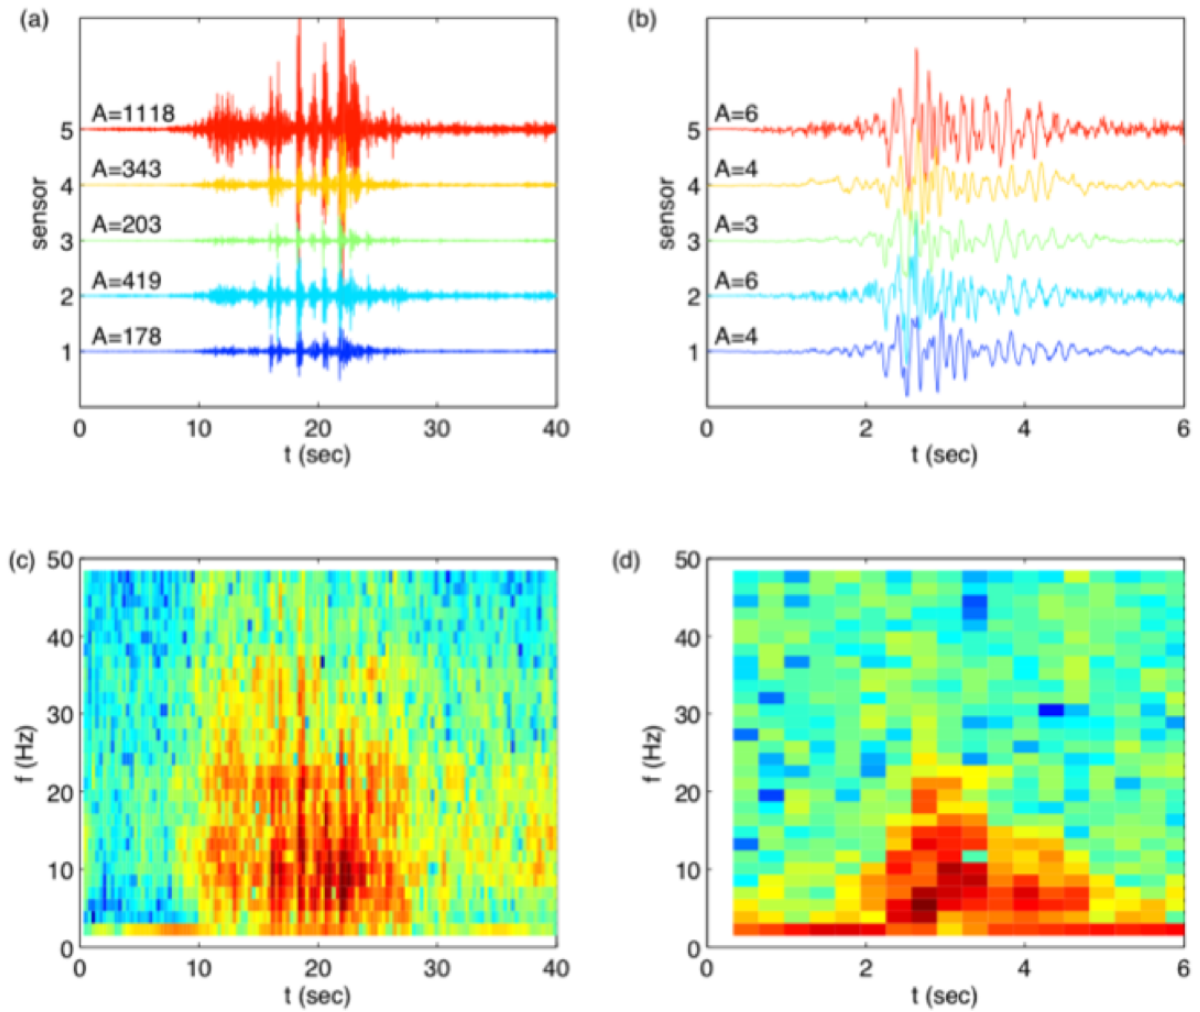 (a)
A=1118
5
A=343
4
A=203
3
A=419
2
A=178
1
sensor
0 10 20 30 40
t (sec)
(b)
A=6
5
A=4
4
A=3
3
A=6
2
A=4
1
sensor
0 2 4 6
t (sec)
(c)
50
40
30
20
10
0
f (Hz)
0 10 20 30 40
t (sec)
(d)
50
40
30
20
10
0
f (Hz)
0 2 4 6
t (sec)